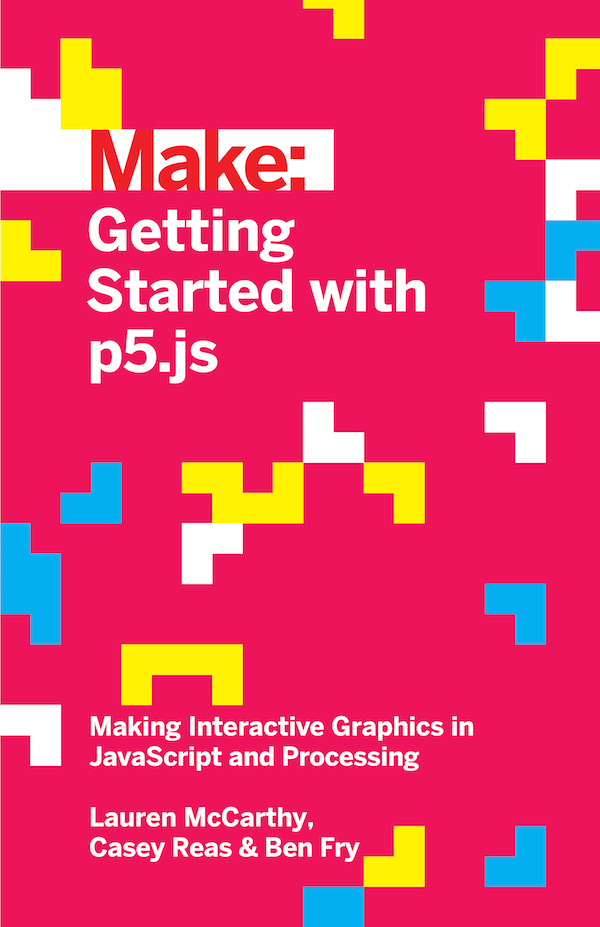 Make:
Getting
Started with
p5.js
Making Interactive Graphics in
JavaScript and Processing
Lauren McCarthy,
Casey Reas & Ben Fry